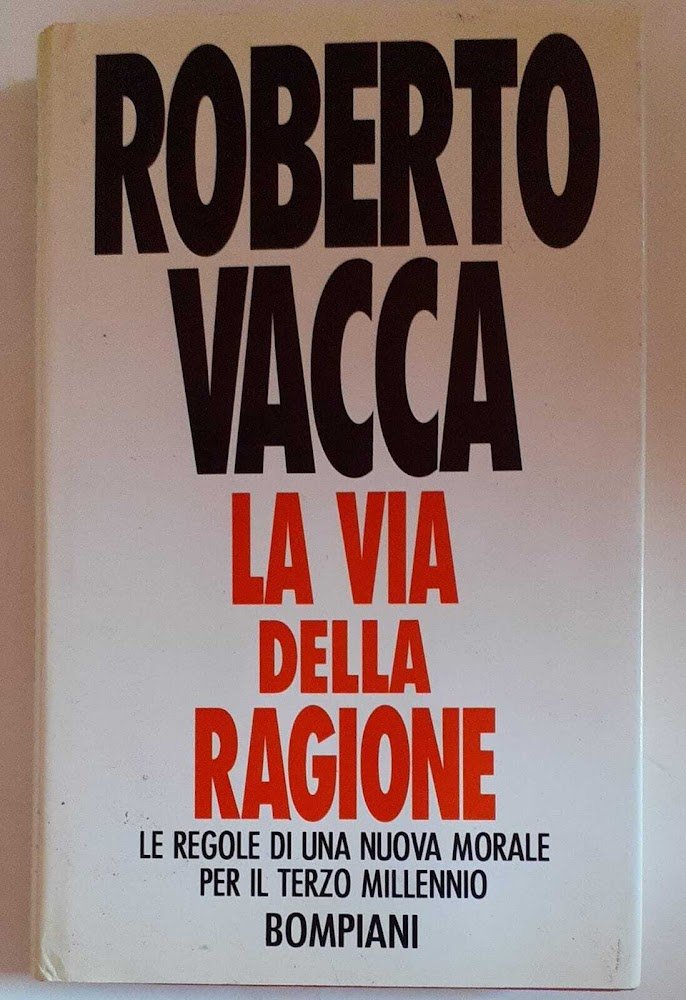 ROBERTO
VACCA
LA VIA
DELLA
RAGIONE
LE REGOLE DI UNA NUOVA MORALE
PER IL TERZO MILLENNIO
BOMPIANI